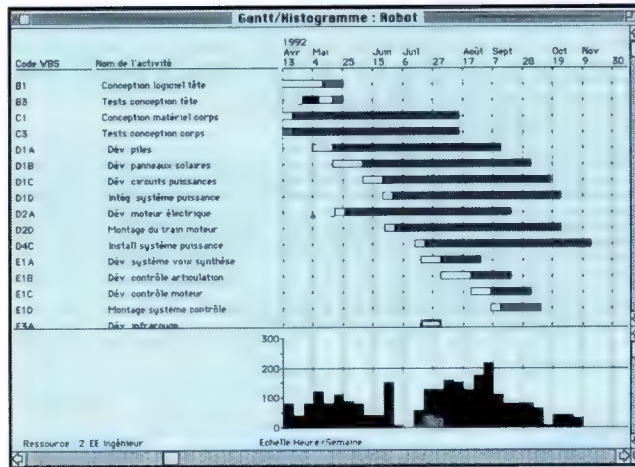 Gantt/Histogramme : Robot
1992
Avr Mai Juin Juil Août Sept Oct Nov
Code WBS Nom de l'activité 13 4 25 15 6 27 17 7 28 19 9 30
B1 Conception logiciel tête
B3 Tests conception tête
C1 Conception matériel corps
C3 Tests conception corps
D1A Dév piles
D1B Dév panneaux solaires
D1C Dév circuits puissances
D1D Intég système puissance
D2A Dév moteur électrique
D2D Montage du train moteur
D4C Install système puissance
E1A Dév système voix synthèse
E1B Dév contrôle articulation
E1C Dév contrôle moteur
E1D Montage système contrôle
E3A Dév infrarouge
300
200
100
0
Ressource 2 EE Ingénieur Echelle Heure/Semaine